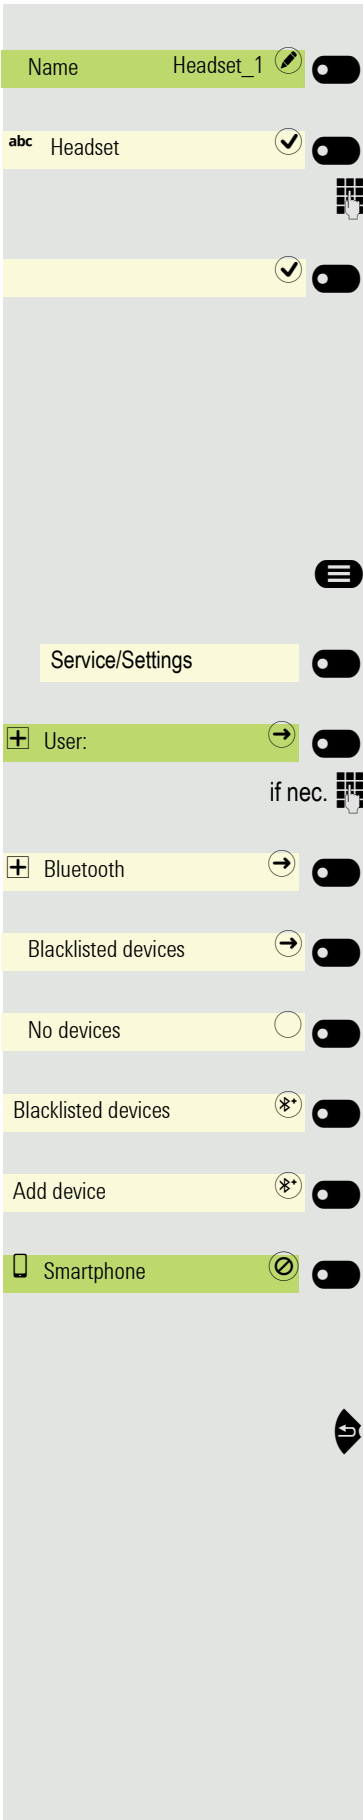 Name Headset_1
abc Headset
Service/Settings
User:
if nec.
Bluetooth
Blacklisted devices
No devices
Blacklisted devices
Add device
Smartphone